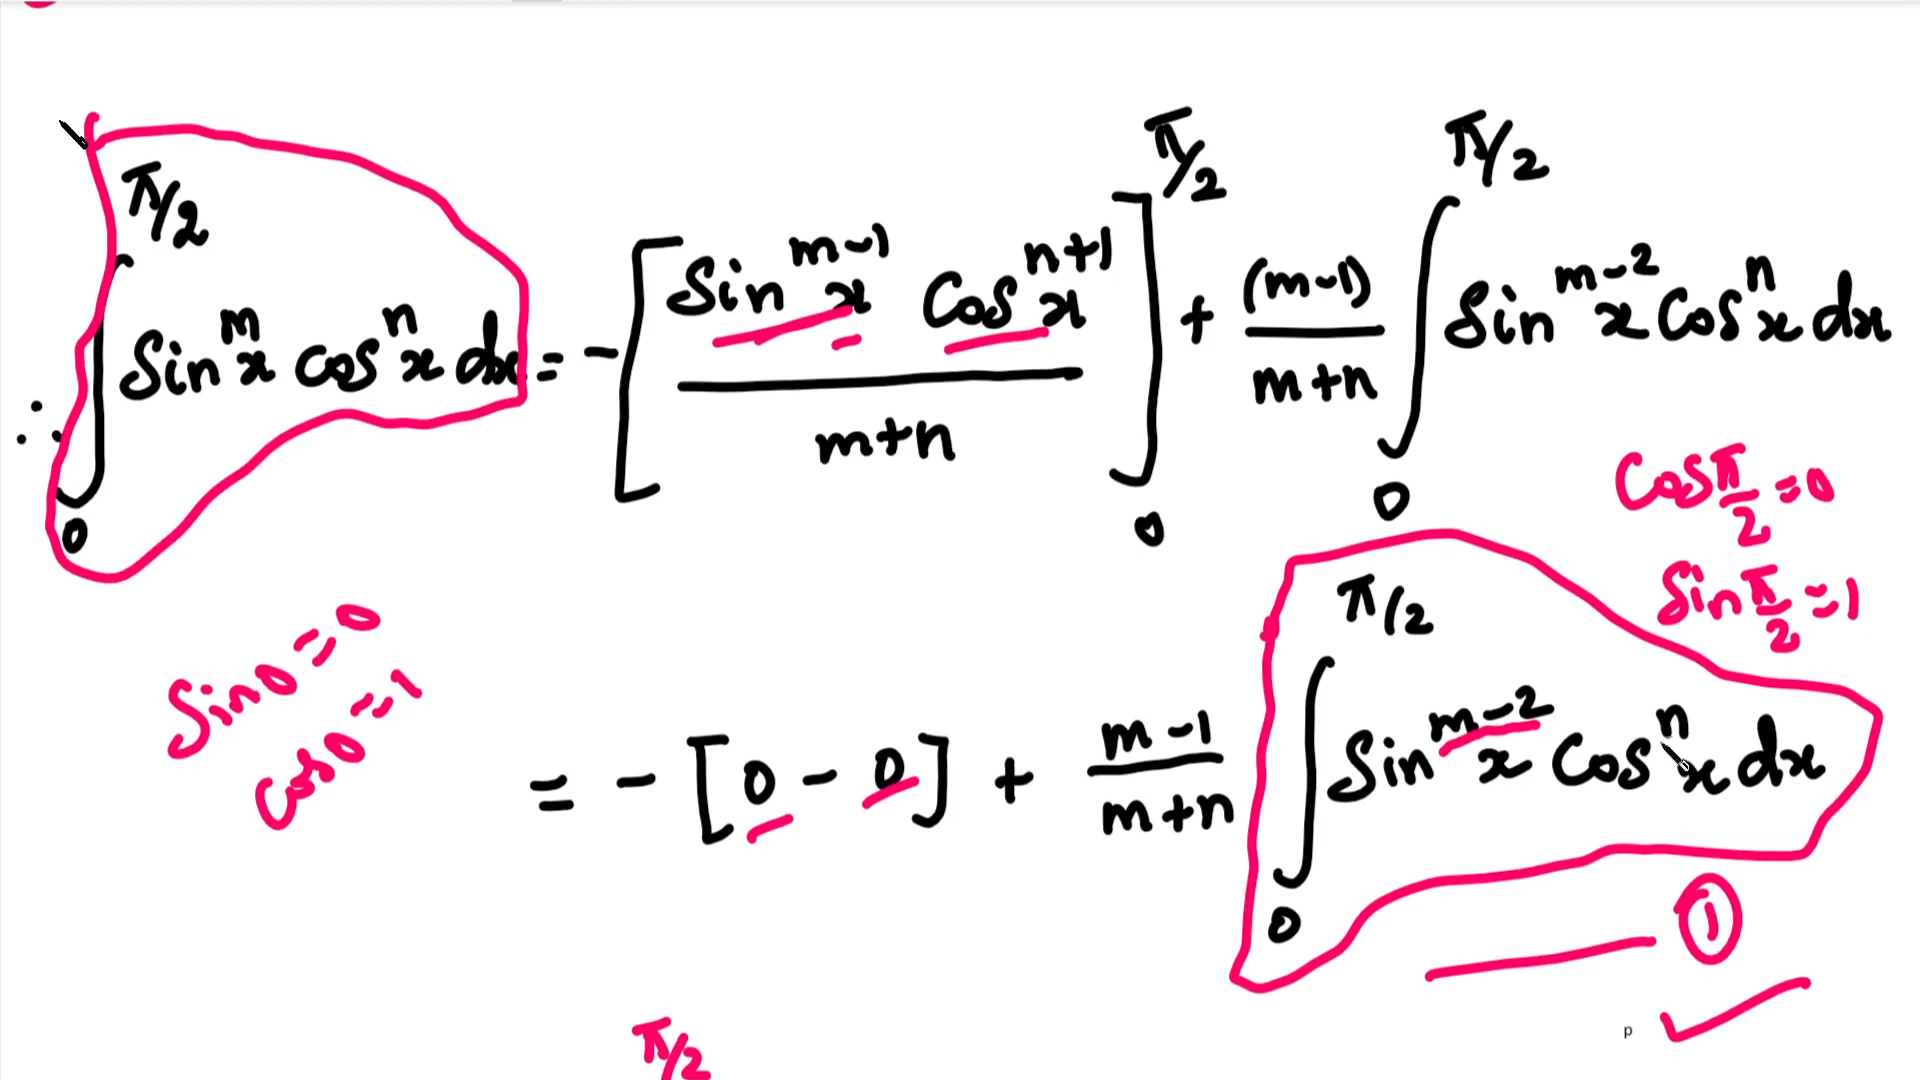 ∴ ∫₀^π/2 Sin^m x cos^n x dx = - [Sin^m-1 x Cos^n+1 x / m+n]₀^π/2 + (m-1)/m+n ∫₀^π/2 Sin^m-2 x Cos^n x dx
Cos π/2 = 0
Sin π/2 = 1
Sin 0 = 0
Cos 0 = 1
= - [0 - 0] + m-1/m+n ∫₀^π/2 Sin^m-2 x Cos^n x dx
①
p
π/2